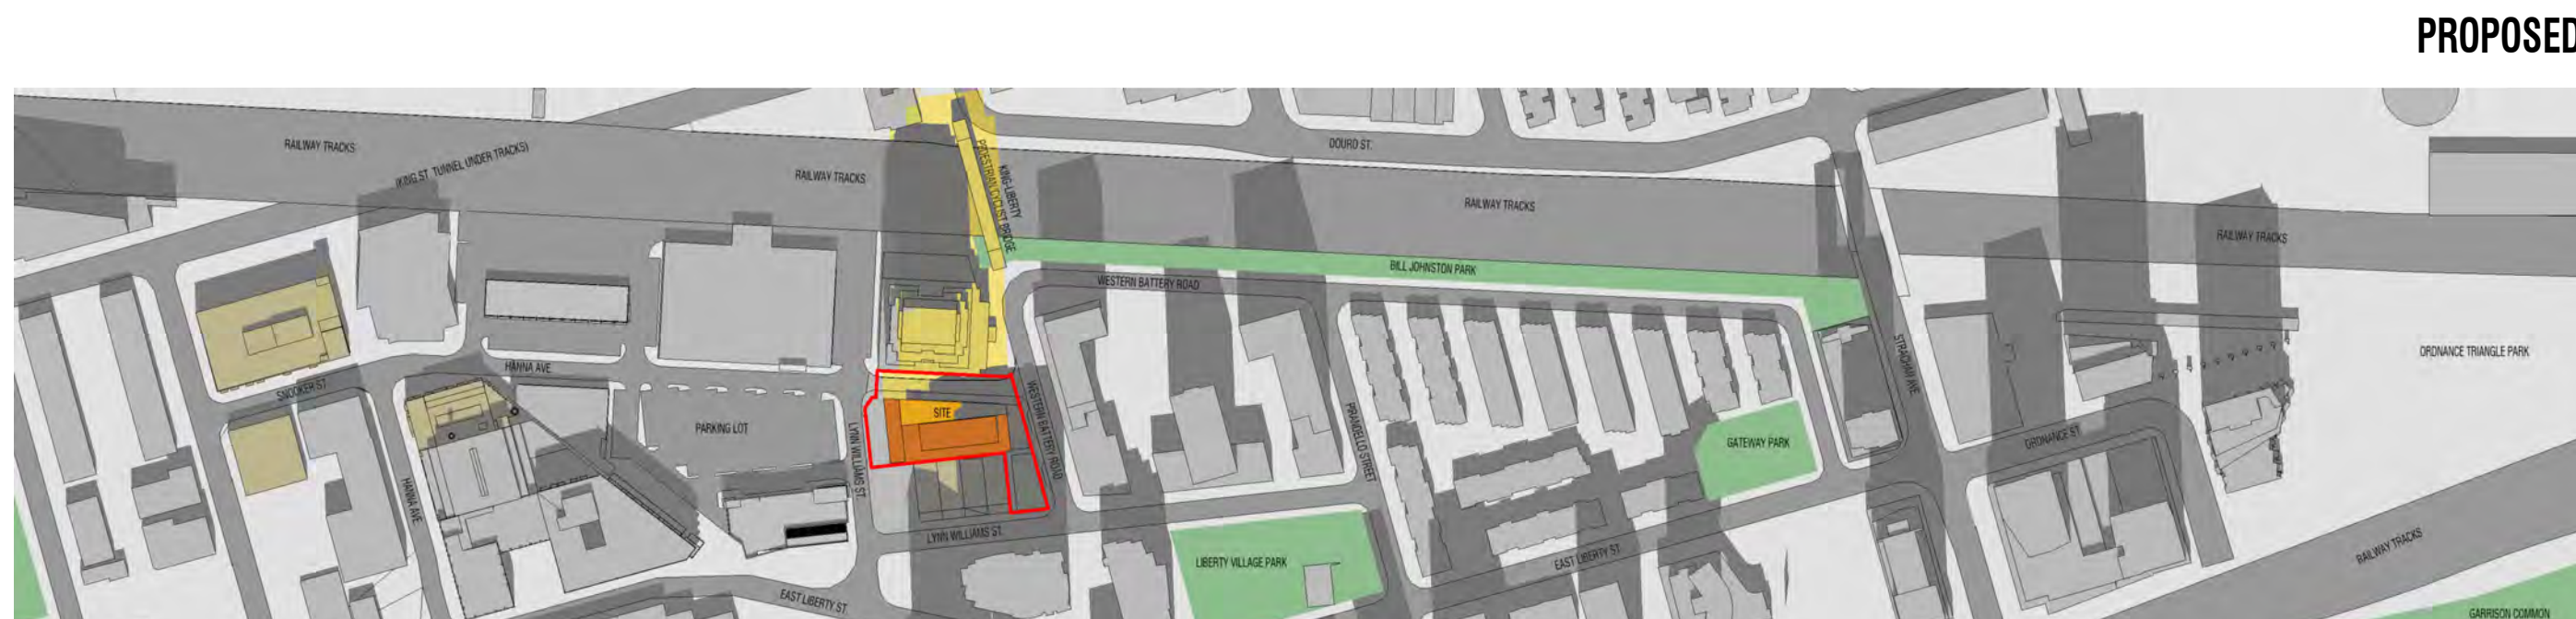 PROPOSED
RAILWAY TRACKS
(KING ST. TUNNEL UNDER TRACKS)
RAILWAY TRACKS
KING-LIBERTY
PEDESTRIAN/CYCLIST BRIDGE
DOURO ST.
RAILWAY TRACKS
RAILWAY TRACKS
BILL JOHNSTON PARK
WESTERN BATTERY ROAD
HANNA AVE.
SNOOKER ST.
STRACHAN AVE.
ORDNANCE TRIANGLE PARK
SITE
PARKING LOT
WESTERN BATTERY ROAD
PIRANDELLO STREET
GATEWAY PARK
ORDNANCE ST.
LYNN WILLIAMS ST.
HANNA AVE.
LYNN WILLIAMS ST.
LIBERTY VILLAGE PARK
EAST LIBERTY ST.
RAILWAY TRACKS
EAST LIBERTY ST.
GARRISON COMMON